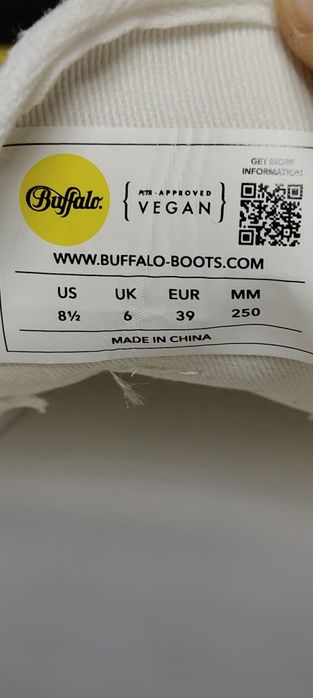 Buffalo.
PETA - APPROVED
VEGAN
GET MORE
INFORMATION
WWW.BUFFALO-BOOTS.COM
US UK EUR MM
8½ 6 39 250
MADE IN CHINA